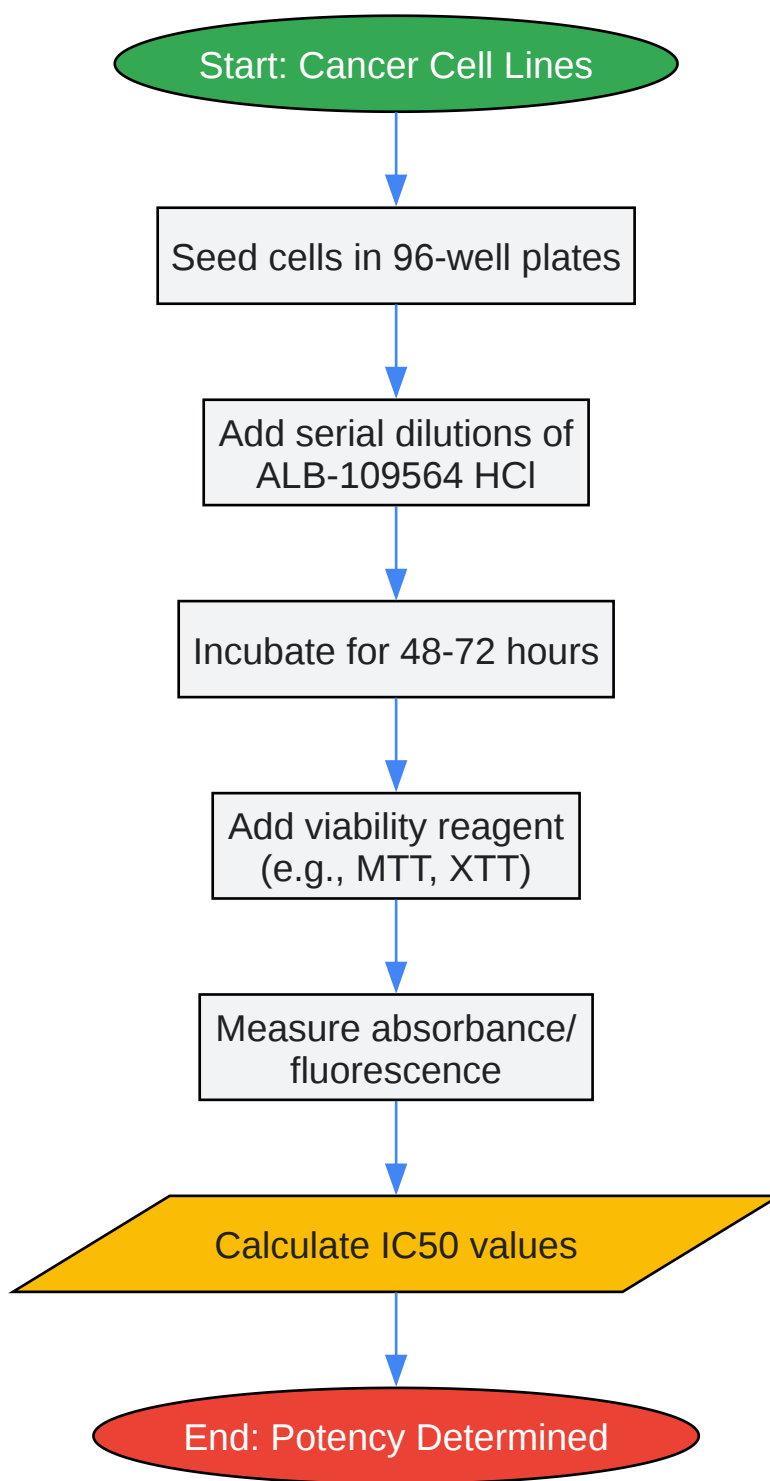 Start: Cancer Cell Lines
Seed cells in 96-well plates
Add serial dilutions of
ALB-109564 HCl
Incubate for 48-72 hours
Add viability reagent
(e.g., MTT, XTT)
Measure absorbance/
fluorescence
Calculate IC50 values
End: Potency Determined